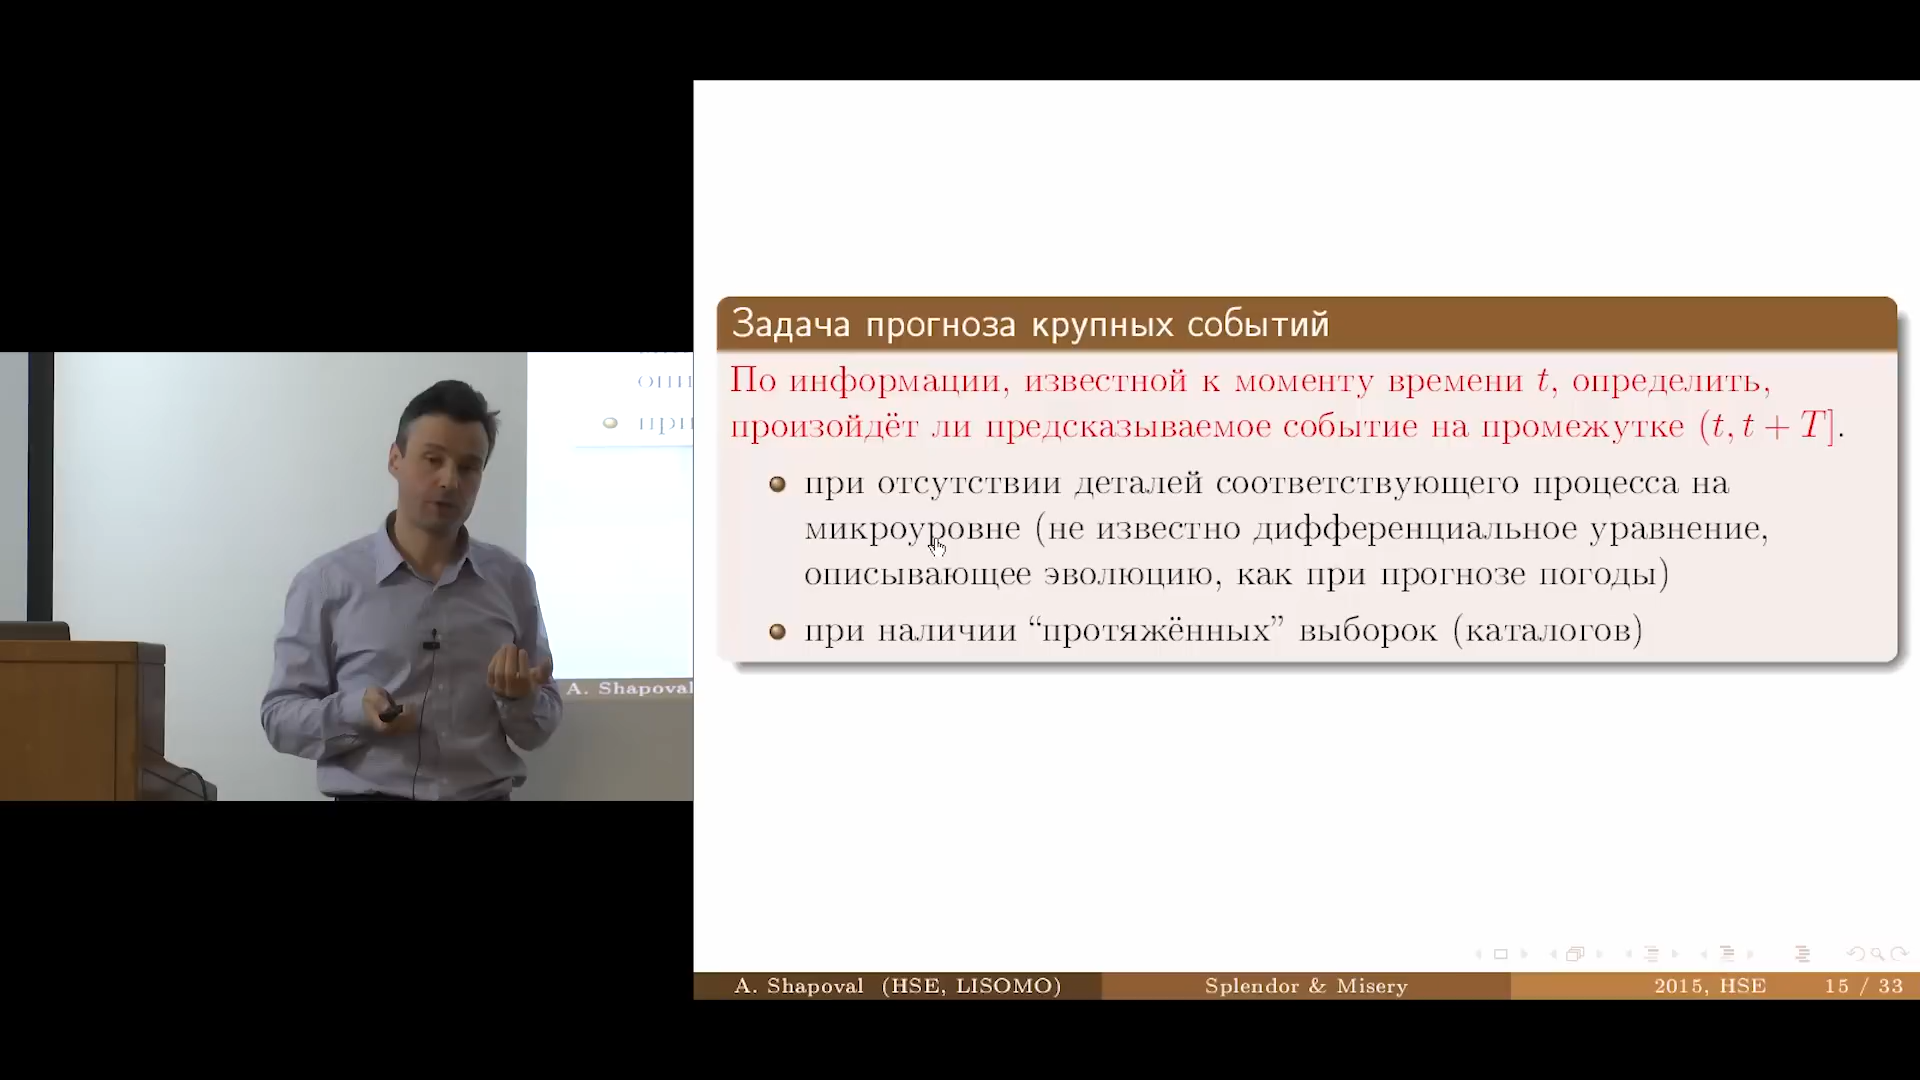 опи
при
A. Shapoval
Задача прогноза крупных событий
По информации, известной к моменту времени t, определить,
произойдёт ли предсказываемое событие на промежутке (t, t + T].
при отсутствии деталей соответствующего процесса на
микроуровне (не известно дифференциальное уравнение,
описывающее эволюцию, как при прогнозе погоды)
при наличии “протяжённых” выборок (каталогов)
A. Shapoval (HSE, LISOMO) Splendor & Misery 2015, HSE 15 / 33